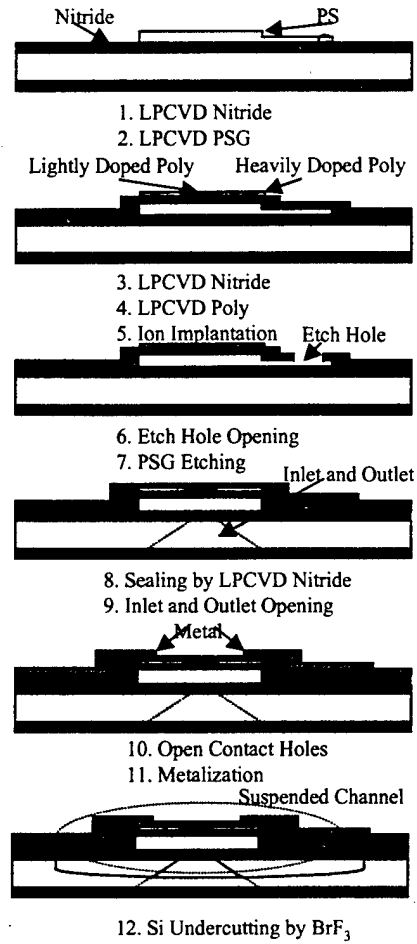 Nitride PS
1. LPCVD Nitride
2. LPCVD PSG
Lightly Doped Poly Heavily Doped Poly
3. LPCVD Nitride
4. LPCVD Poly
5. Ion Implantation
Etch Hole
6. Etch Hole Opening
7. PSG Etching
Inlet and Outlet
8. Sealing by LPCVD Nitride
9. Inlet and Outlet Opening
Metal
10. Open Contact Holes
11. Metalization
Suspended Channel
12. Si Undercutting by BrF3